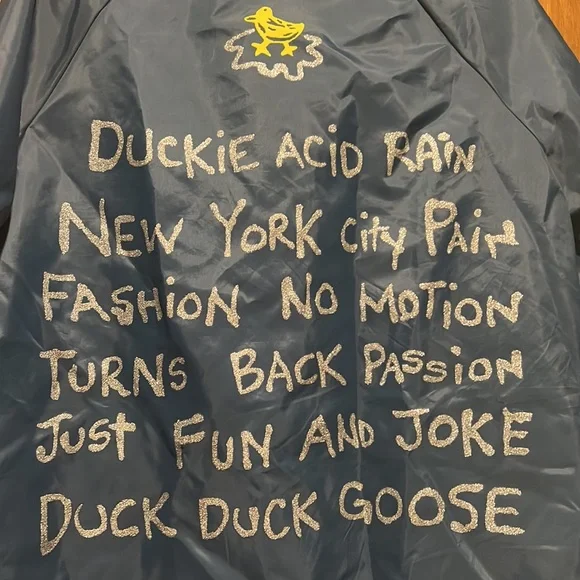 DUCKiE ACiD RAiN
NEW YORK CiTy PAiN
FASHiON NO MOTiON
TURNS BACK PASSiON
JUST FUN AND JOKE
DUCK DUCK GOOSE